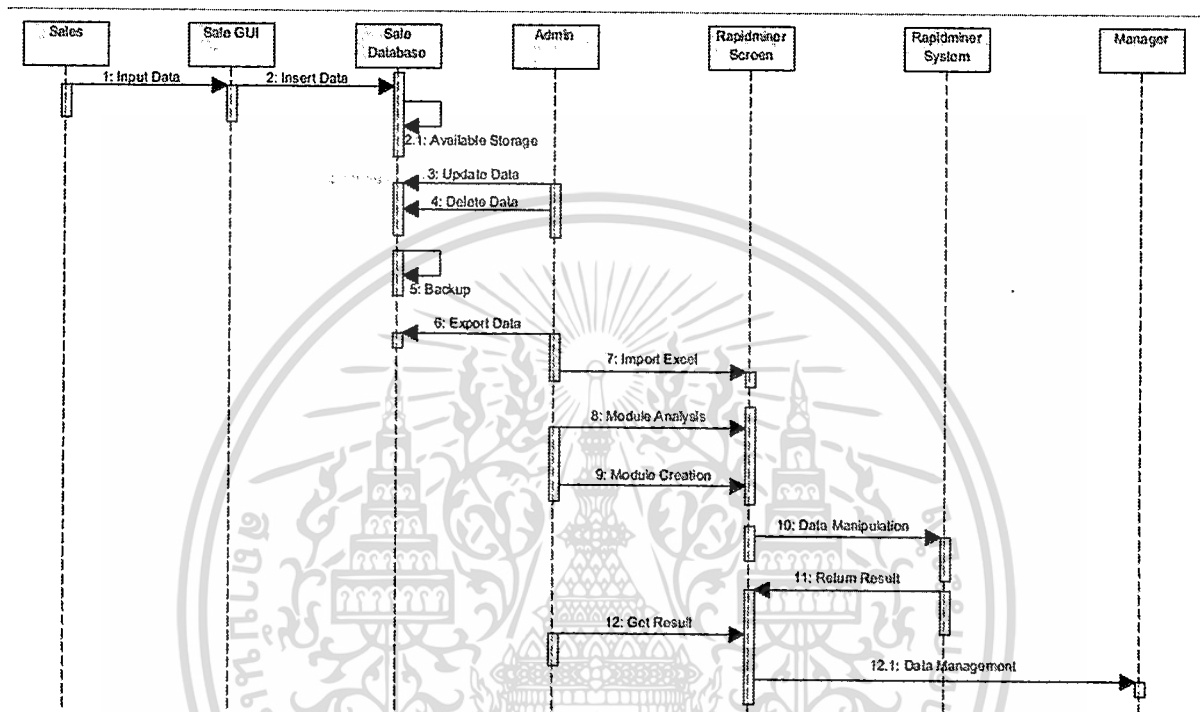 Sales
Sale GUI
Sale
Database
Admin
Rapidminer
Screen
Rapidminer
System
Manager
1: Input Data
2: Insert Data
2.1: Available Storage
3: Update Data
4: Delete Data
5: Backup
6: Export Data
7: Import Excel
8: Module Analysis
9: Module Creation
10: Data Manipulation
11: Return Result
12: Get Result
12.1: Data Management